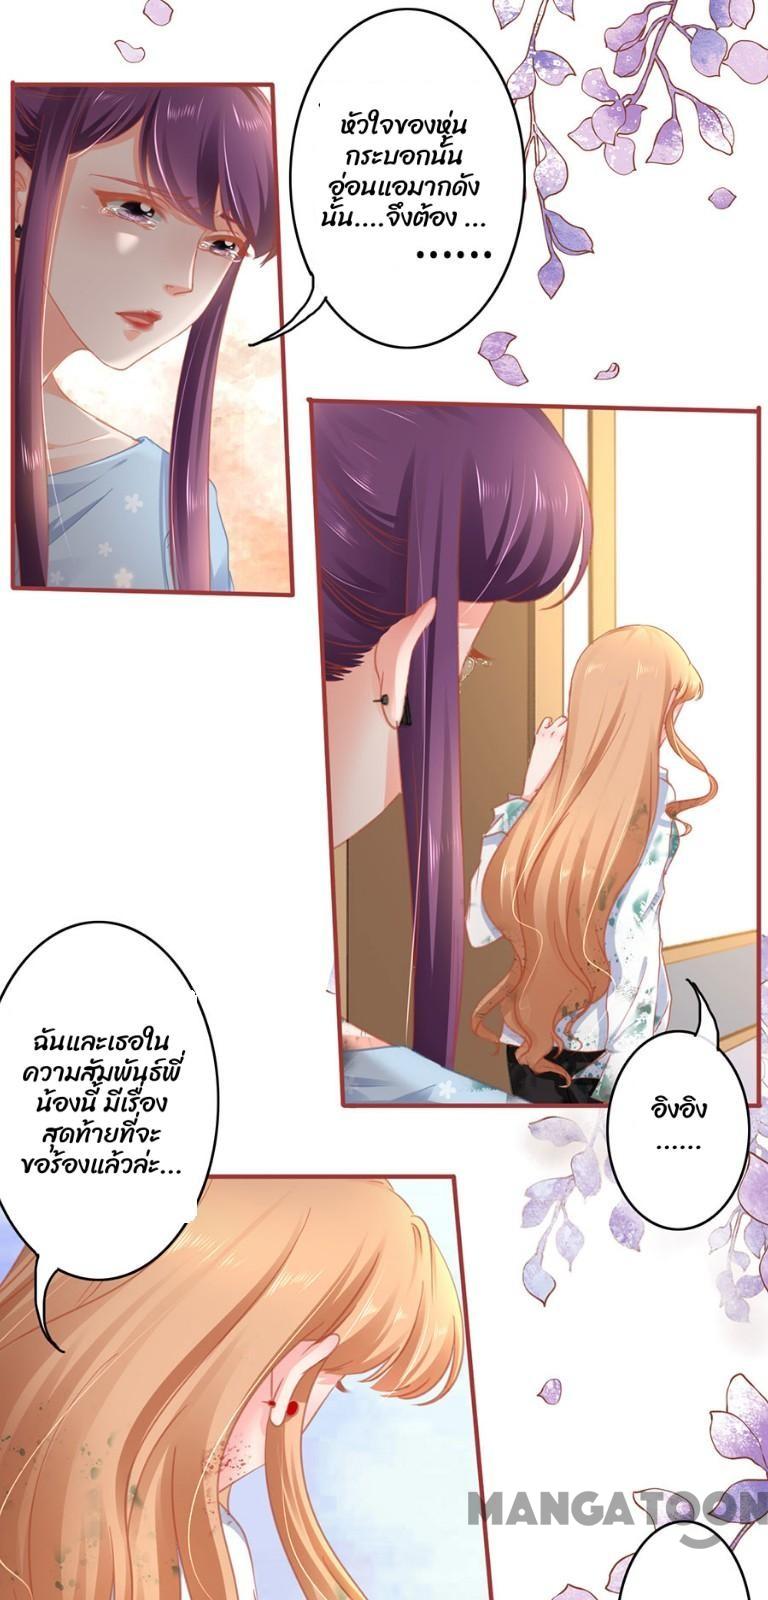 หัวใจของหุ่น
กระบอกนั้น
อ่อนแอมากดัง
นั้น....จึงต้อง ...
......
อิงอิง
......
ฉันและเธอใน
ความสัมพันธ์พี่
น้องนี้ มีเรื่อง
สุดท้ายที่จะ
ขอร้องแล้วล่ะ...
MANGATOON